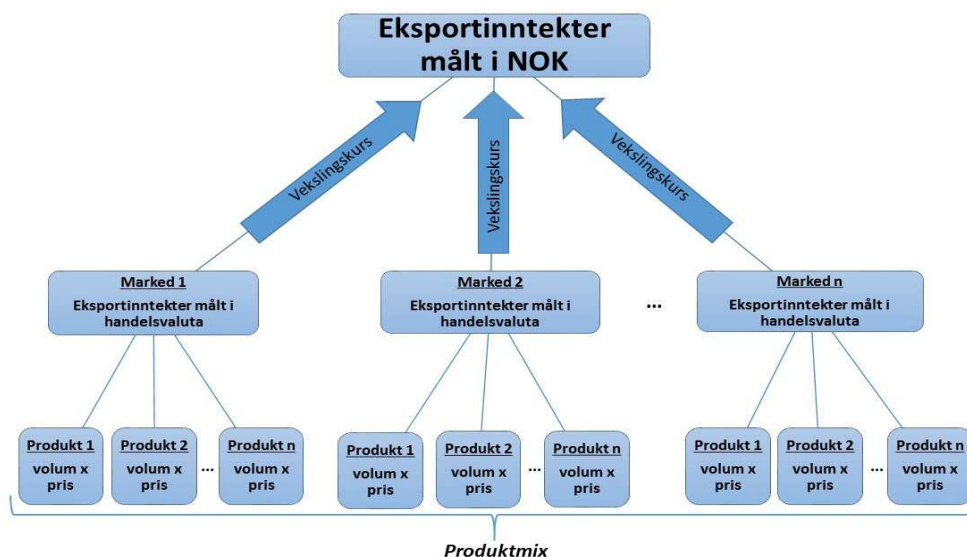 Eksportinntekter
målt i NOK
Vekslingskurs
Vekslingskurs
Vekslingskurs
Marked 1
Eksportinntekter målt i
handelsvaluta
Marked 2
Eksportinntekter målt i
handelsvaluta
...
Marked n
Eksportinntekter målt i
handelsvaluta
Produkt 1
volum x
pris
Produkt 2
volum x
pris
...
Produkt n
volum x
pris
Produkt 1
volum x
pris
Produkt 2
volum x
pris
...
Produkt n
volum x
pris
Produkt 1
volum x
pris
Produkt 2
volum x
pris
...
Produkt n
volum x
pris
Produktmix